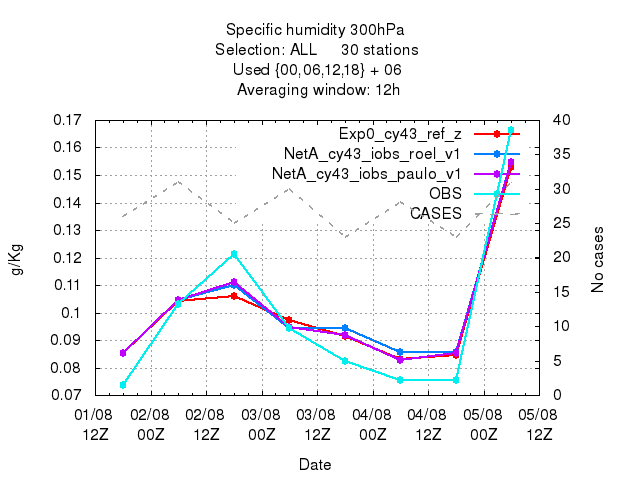 Specific humidity 300hPa
Selection: ALL 30 stations
Used {00,06,12,18} + 06
Averaging window: 12h
0.17
0.16
0.15
0.14
0.13
0.12
0.11
0.1
0.09
0.08
0.07
g/Kg
40
35
30
25
20
15
10
5
0
No cases
Exp0_cy43_ref_z
NetA_cy43_iobs_roel_v1
NetA_cy43_iobs_paulo_v1
OBS
CASES
01/08 02/08 02/08 03/08 03/08 04/08 04/08 05/08 05/08
12Z 00Z 12Z 00Z 12Z 00Z 12Z 00Z 12Z
Date